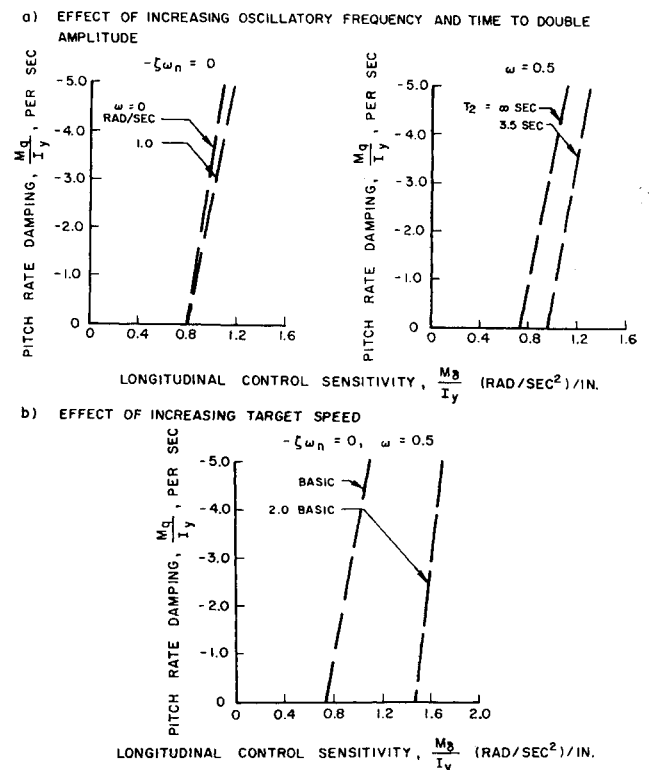 a) EFFECT OF INCREASING OSCILLATORY FREQUENCY AND TIME TO DOUBLE
AMPLITUDE
-ζωn = 0
PITCH RATE DAMPING, Mq/Iy, PER SEC
-5.0
-4.0
-3.0
-2.0
-1.0
0
ω=0
RAD/SEC
1.0
0 0.4 0.8 1.2 1.6
ω = 0.5
PITCH RATE DAMPING, Mq/Iy, PER SEC
-5.0
-4.0
-3.0
-2.0
-1.0
0
T2 = ∞ SEC
3.5 SEC
0 0.4 0.8 1.2 1.6
LONGITUDINAL CONTROL SENSITIVITY, Mδ/Iy (RAD/SEC²)/IN.
b) EFFECT OF INCREASING TARGET SPEED
-ζωn = 0, ω = 0.5
PITCH RATE DAMPING, Mq/Iy, PER SEC
-5.0
-4.0
-3.0
-2.0
-1.0
0
BASIC
2.0 BASIC
0 0.4 0.8 1.2 1.6 2.0
LONGITUDINAL CONTROL SENSITIVITY, Mδ/Iy (RAD/SEC²)/IN.